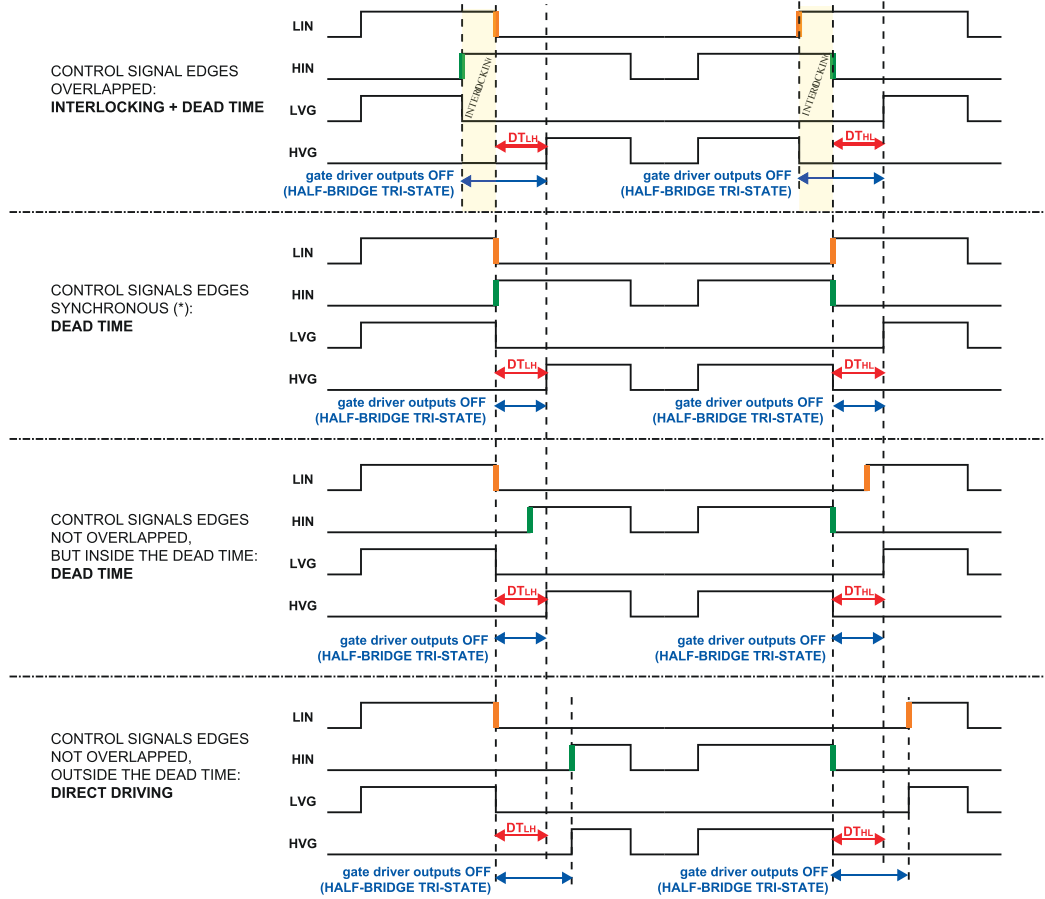 LIN
HIN
LVG
HVG
CONTROL SIGNAL EDGES
OVERLAPPED:
INTERLOCKING + DEAD TIME
INTERLOCKING
INTERLOCKING
DTLH
DTHL
gate driver outputs OFF
(HALF-BRIDGE TRI-STATE)
gate driver outputs OFF
(HALF-BRIDGE TRI-STATE)
LIN
HIN
LVG
HVG
CONTROL SIGNALS EDGES
SYNCHRONOUS (*):
DEAD TIME
DTLH
DTHL
gate driver outputs OFF
(HALF-BRIDGE TRI-STATE)
gate driver outputs OFF
(HALF-BRIDGE TRI-STATE)
LIN
HIN
LVG
HVG
CONTROL SIGNALS EDGES
NOT OVERLAPPED,
BUT INSIDE THE DEAD TIME:
DEAD TIME
DTLH
DTHL
gate driver outputs OFF
(HALF-BRIDGE TRI-STATE)
gate driver outputs OFF
(HALF-BRIDGE TRI-STATE)
LIN
HIN
LVG
HVG
CONTROL SIGNALS EDGES
NOT OVERLAPPED,
OUTSIDE THE DEAD TIME:
DIRECT DRIVING
DTLH
DTHL
gate driver outputs OFF
(HALF-BRIDGE TRI-STATE)
gate driver outputs OFF
(HALF-BRIDGE TRI-STATE)